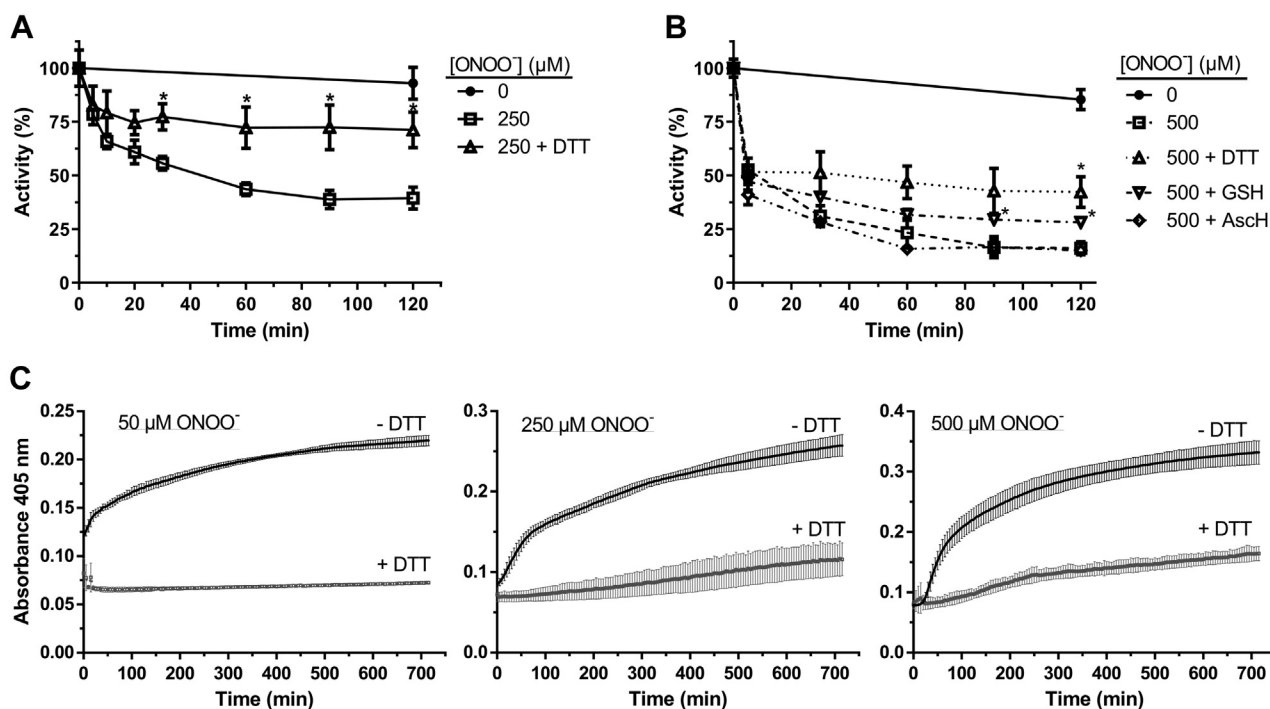 A
[ONOO⁻] (µM)
0
250
250 + DTT
Activity (%)
100
75
50
25
0
* * * *
0 20 40 60 80 100 120
Time (min)
B
[ONOO⁻] (µM)
0
500
500 + DTT
500 + GSH
500 + AscH
Activity (%)
100
75
50
25
0
*
* *
0 20 40 60 80 100 120
Time (min)
C
50 µM ONOO⁻
- DTT
+ DTT
Absorbance 405 nm
0.25
0.20
0.15
0.10
0.05
0.00
0 100 200 300 400 500 600 700
Time (min)
250 µM ONOO⁻
- DTT
+ DTT
0.3
0.2
0.1
0.0
0 100 200 300 400 500 600 700
Time (min)
500 µM ONOO⁻
- DTT
+ DTT
0.4
0.3
0.2
0.1
0.0
0 100 200 300 400 500 600 700
Time (min)